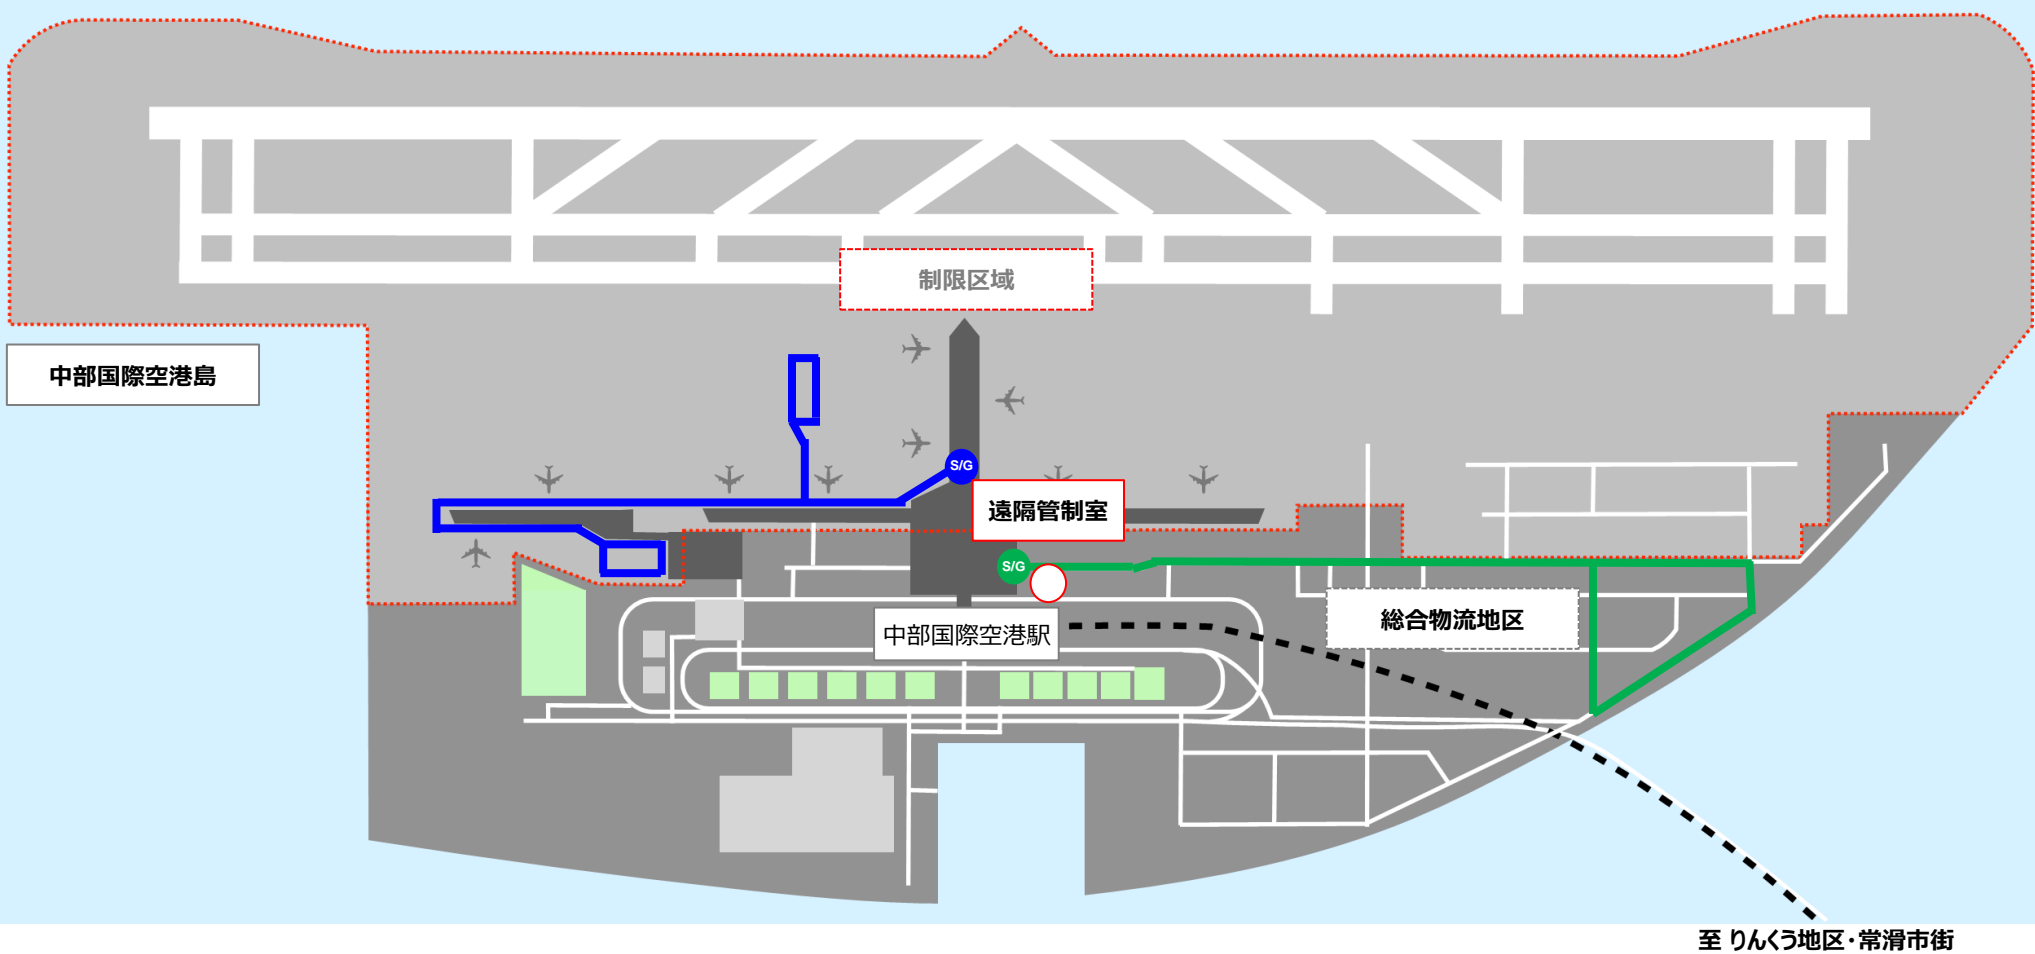 制限区域
中部国際空港島
S/G
遠隔管制室
S/G
総合物流地区
中部国際空港駅
至 りんくう地区・常滑市街